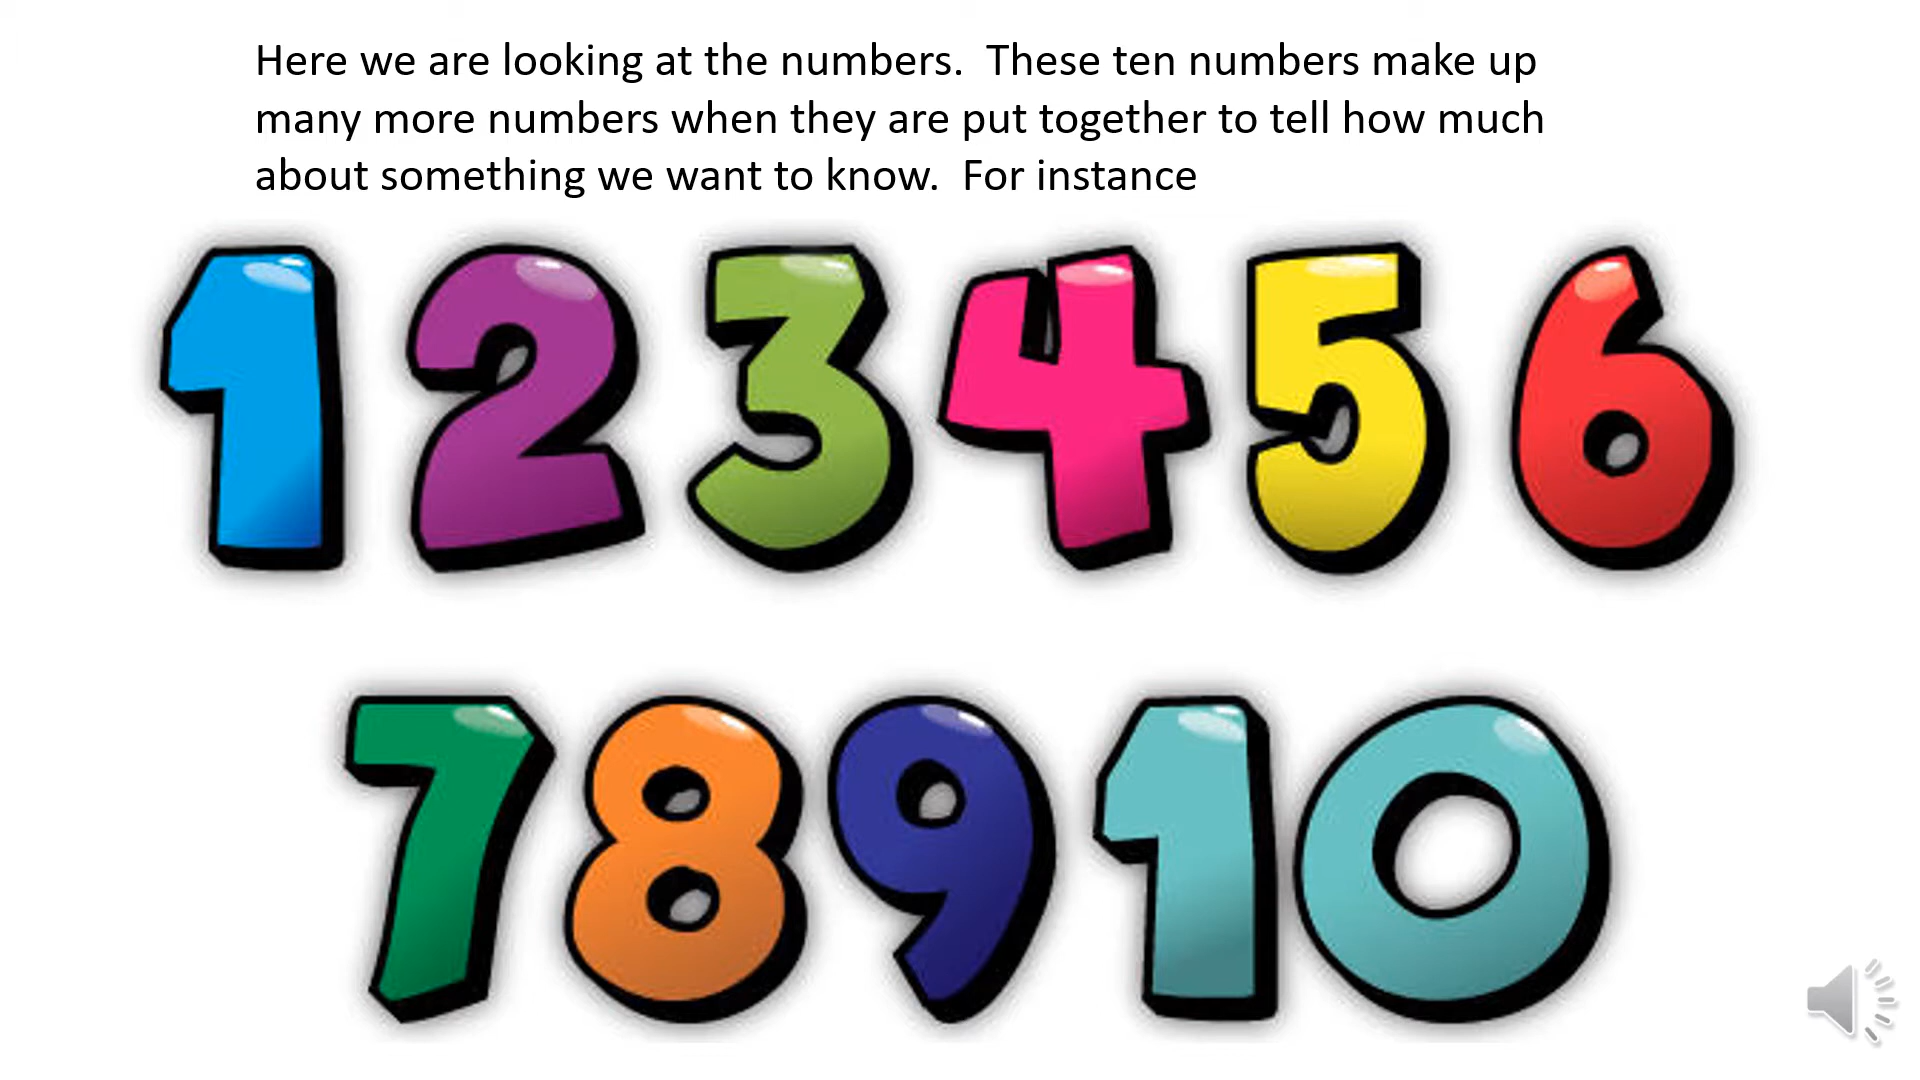 Here we are looking at the numbers.  These ten numbers make up
many more numbers when they are put together to tell how much
about something we want to know.  For instance
1 2 3 4 5 6
7 8 9 10